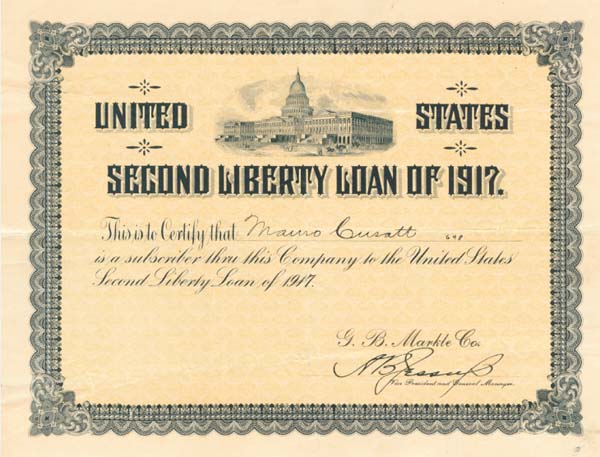 UNITED STATES
SECOND LIBERTY LOAN OF 1917.
This is to Certify that Mauro Cusatt 648
is a subscriber thru this Company to the United States
Second Liberty Loan of 1917.
G. B. Markle Co.
Vice President and General Manager.